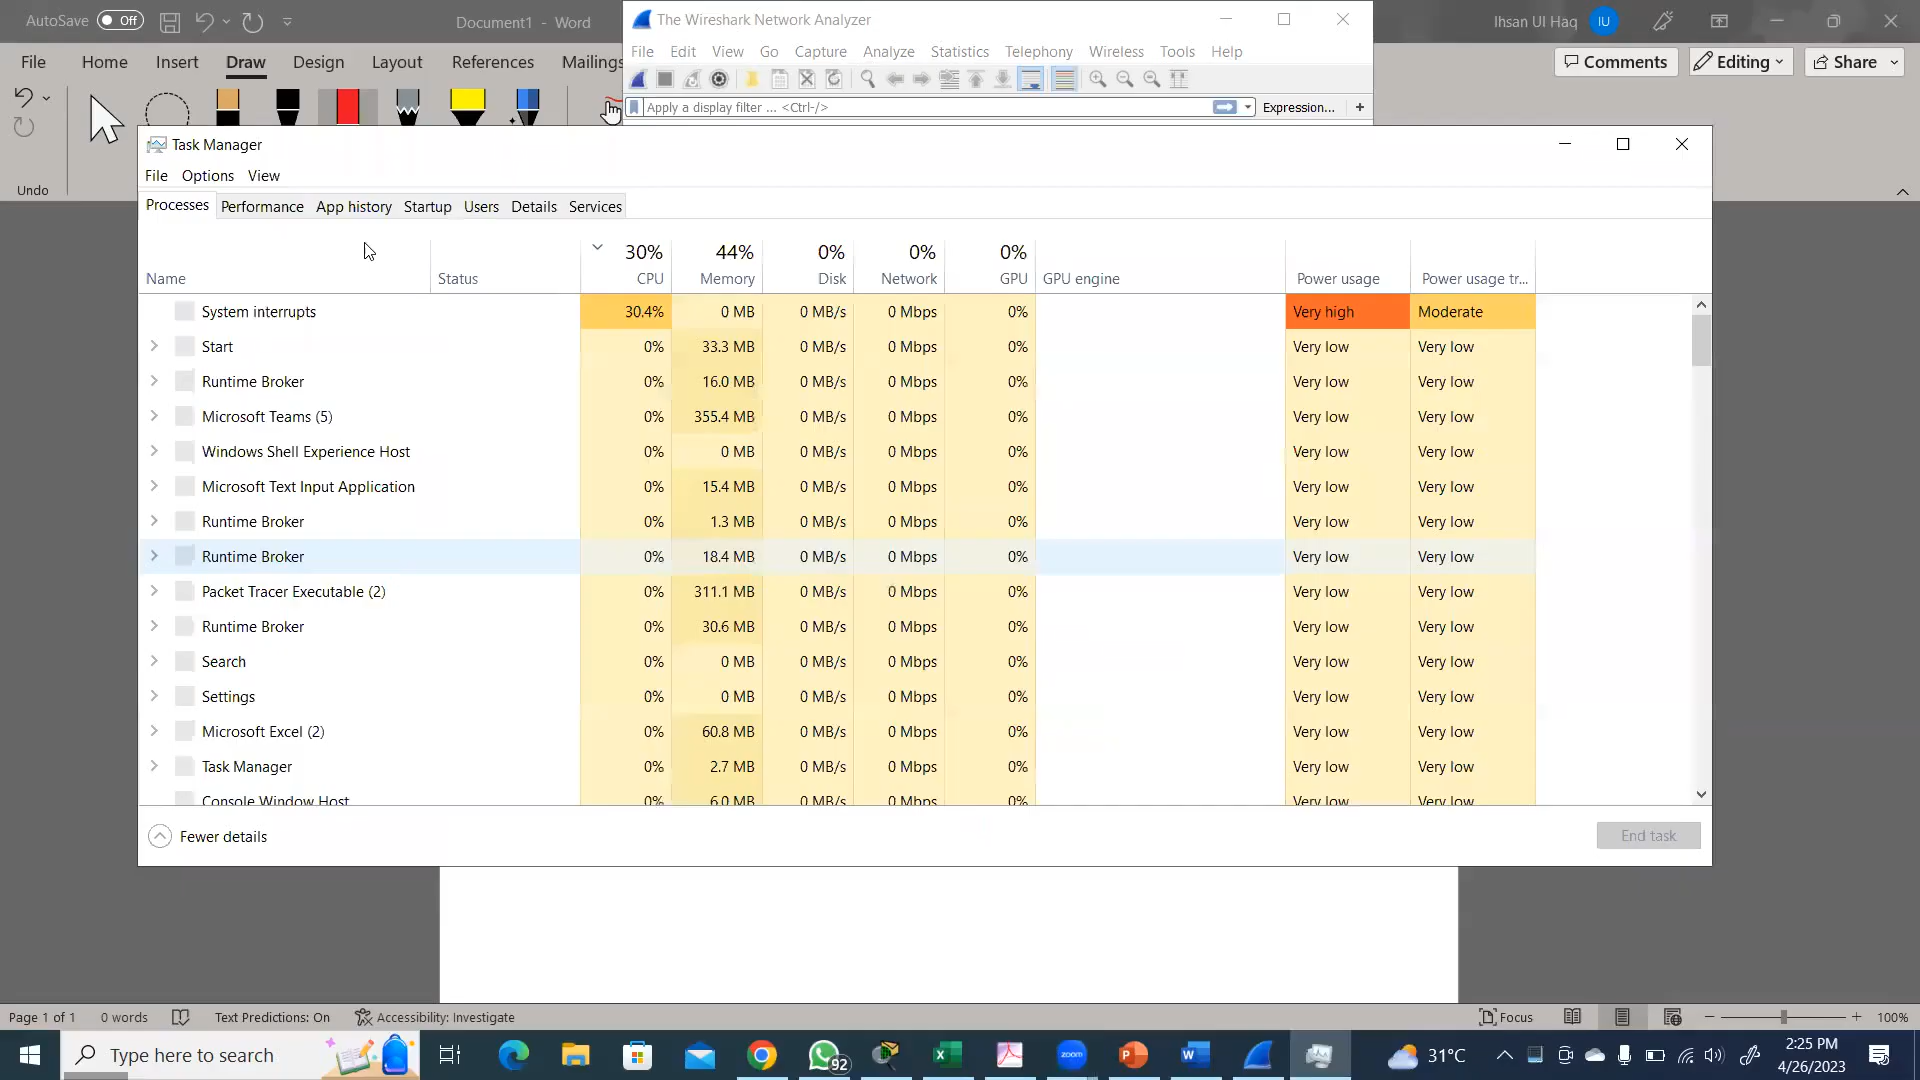 AutoSave Off Document1 - Word
The Wireshark Network Analyzer
Ihsan Ul Haq IU
File Home Insert Draw Design Layout References Mailings
File Edit View Go Capture Analyze Statistics Telephony Wireless Tools Help
Comments Editing Share
Apply a display filter ... <Ctrl-/> Expression... +
Undo
Task Manager
File Options View
Processes Performance App history Startup Users Details Services
30% 44% 0% 0% 0%
Name Status CPU Memory Disk Network GPU GPU engine Power usage Power usage tr...
System interrupts 30.4% 0 MB 0 MB/s 0 Mbps 0% Very high Moderate
Start 0% 33.3 MB 0 MB/s 0 Mbps 0% Very low Very low
Runtime Broker 0% 16.0 MB 0 MB/s 0 Mbps 0% Very low Very low
Microsoft Teams (5) 0% 355.4 MB 0 MB/s 0 Mbps 0% Very low Very low
Windows Shell Experience Host 0% 0 MB 0 MB/s 0 Mbps 0% Very low Very low
Microsoft Text Input Application 0% 15.4 MB 0 MB/s 0 Mbps 0% Very low Very low
Runtime Broker 0% 1.3 MB 0 MB/s 0 Mbps 0% Very low Very low
Runtime Broker 0% 18.4 MB 0 MB/s 0 Mbps 0% Very low Very low
Packet Tracer Executable (2) 0% 311.1 MB 0 MB/s 0 Mbps 0% Very low Very low
Runtime Broker 0% 30.6 MB 0 MB/s 0 Mbps 0% Very low Very low
Search 0% 0 MB 0 MB/s 0 Mbps 0% Very low Very low
Settings 0% 0 MB 0 MB/s 0 Mbps 0% Very low Very low
Microsoft Excel (2) 0% 60.8 MB 0 MB/s 0 Mbps 0% Very low Very low
Task Manager 0% 2.7 MB 0 MB/s 0 Mbps 0% Very low Very low
Console Window Host 0% 6.0 MB 0 MB/s 0 Mbps 0% Very low Very low
Fewer details End task
Page 1 of 1 0 words Text Predictions: On Accessibility: Investigate Focus 100%
Type here to search 92 zoom 31°C 2:25 PM
4/26/2023